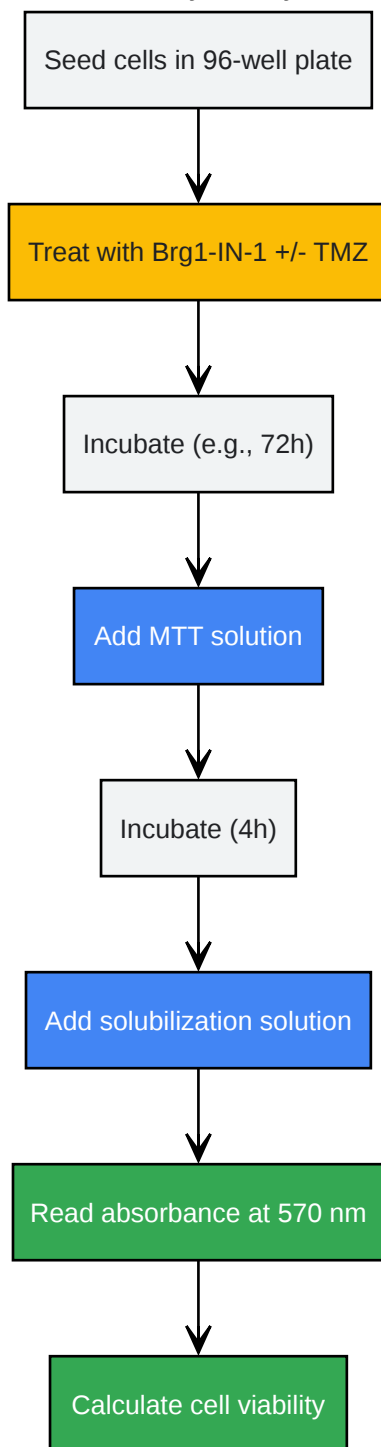 Seed cells in 96-well plate
Treat with Brg1-IN-1 +/- TMZ
Incubate (e.g., 72h)
Add MTT solution
Incubate (4h)
Add solubilization solution
Read absorbance at 570 nm
Calculate cell viability